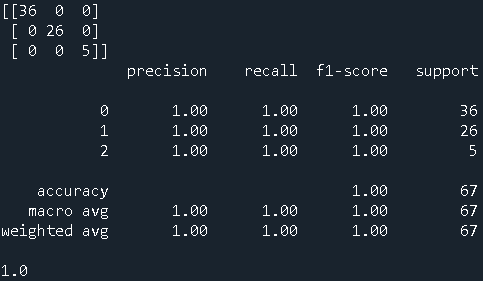 [[36  0  0]
 [ 0 26  0]
 [ 0  0  5]]
              precision    recall  f1-score   support

           0       1.00      1.00      1.00        36
           1       1.00      1.00      1.00        26
           2       1.00      1.00      1.00         5

    accuracy                           1.00        67
   macro avg       1.00      1.00      1.00        67
weighted avg       1.00      1.00      1.00        67

1.0